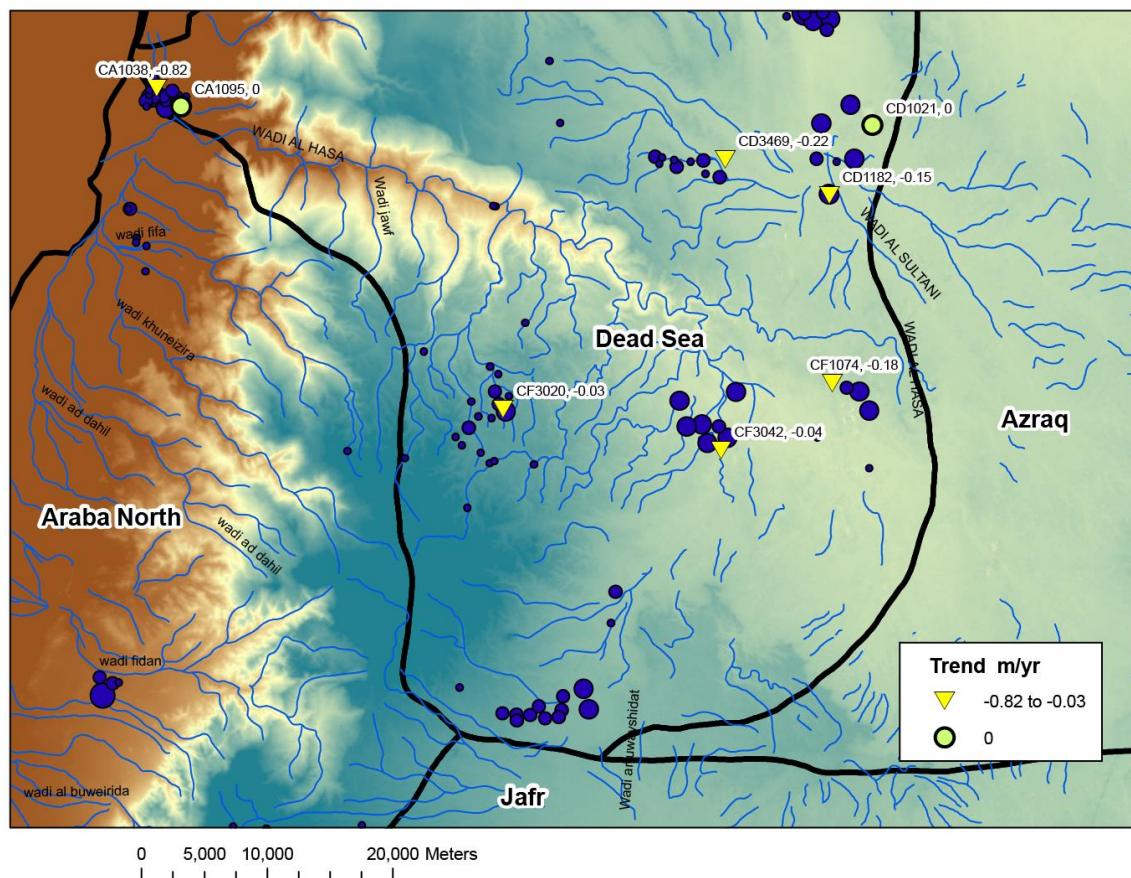 CA1038, -0.82
CA1095, 0
CD1021, 0
WADI AL HASA
CD3469, -0.22
CD1182, -0.15
Wadi jawf
wadi fifa
WADI AL SULTANI
wadi khuneizira
Dead Sea
WADI AL HASA
CF1074, -0.18
CF3020, -0.03
wadi ad dahil
Azraq
CF3042, -0.04
Araba North
wadi ad dahil
wadi fidan
Trend m/yr
-0.82 to -0.03
0
Wadi
wadi al buweirida
Jafr
0 5,000 10,000 20,000 Meters